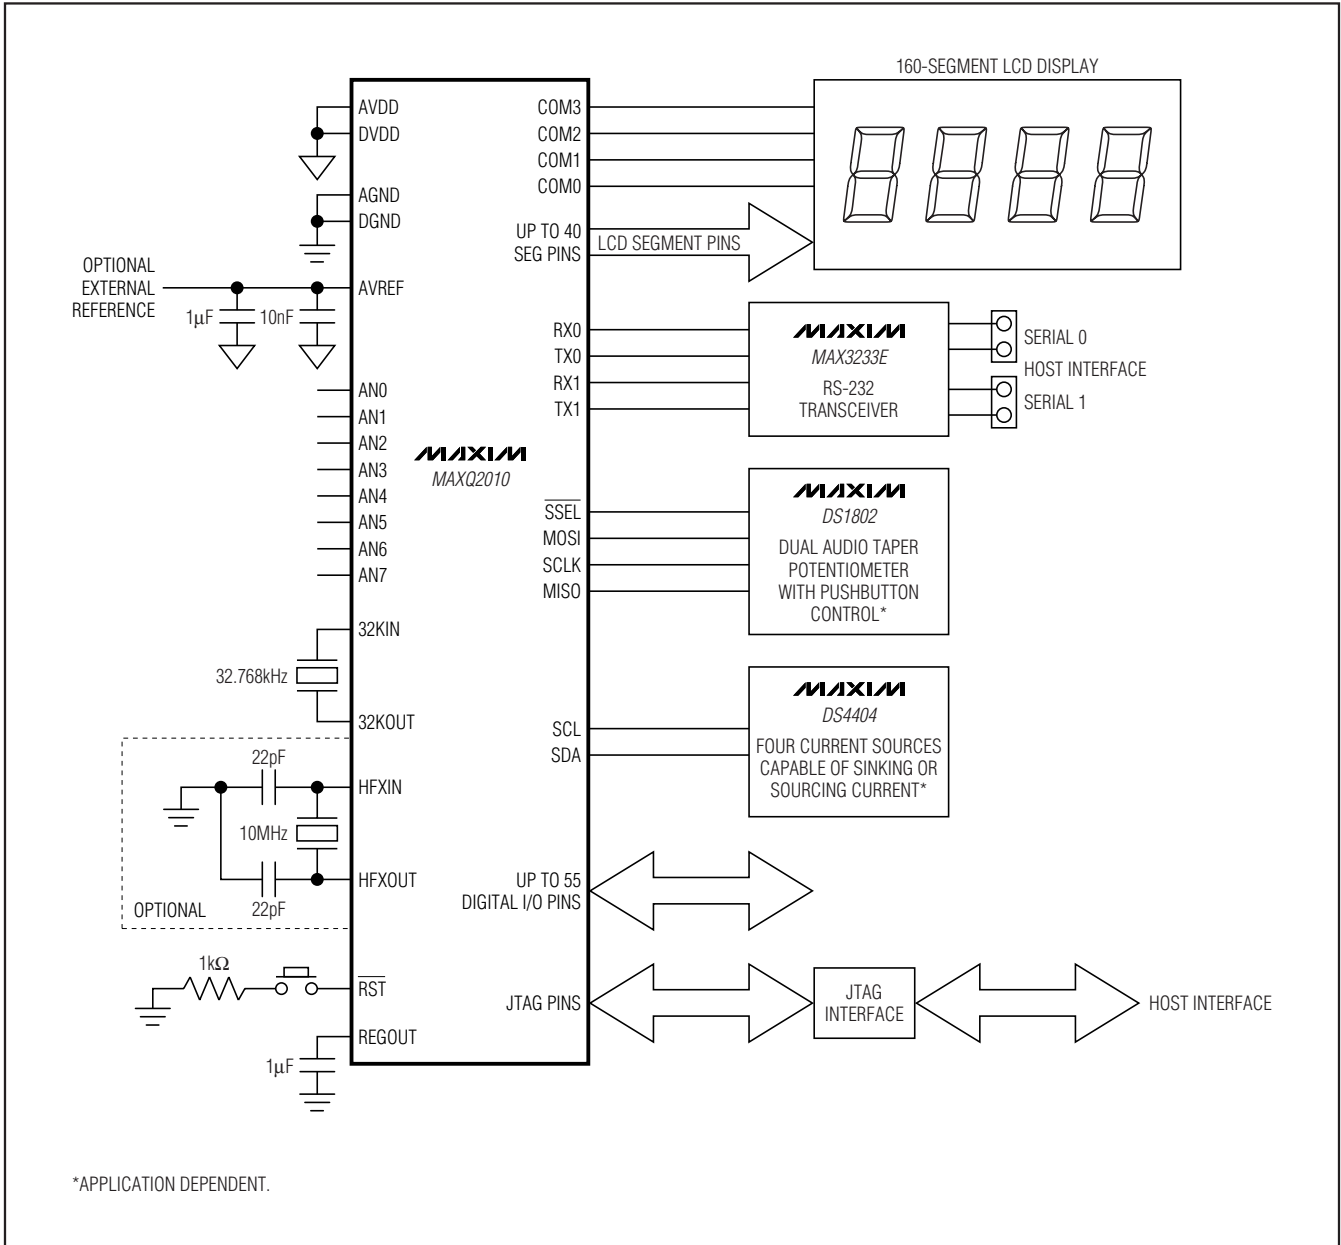 160-SEGMENT LCD DISPLAY
AVDD
DVDD
AGND
DGND
OPTIONAL
EXTERNAL
REFERENCE
1µF
10nF
AVREF
AN0
AN1
AN2
AN3
AN4
AN5
AN6
AN7
32.768kHz
32KIN
32KOUT
22pF
HFXIN
10MHz
HFXOUT
22pF
OPTIONAL
1kΩ
RST
REGOUT
1µF
MAXIM
MAXQ2010
COM3
COM2
COM1
COM0
UP TO 40
SEG PINS
LCD SEGMENT PINS
RX0
TX0
RX1
TX1
MAXIM
MAX3233E
RS-232
TRANSCEIVER
SERIAL 0
HOST INTERFACE
SERIAL 1
SSEL
MOSI
SCLK
MISO
MAXIM
DS1802
DUAL AUDIO TAPER
POTENTIOMETER
WITH PUSHBUTTON
CONTROL*
SCL
SDA
MAXIM
DS4404
FOUR CURRENT SOURCES
CAPABLE OF SINKING OR
SOURCING CURRENT*
UP TO 55
DIGITAL I/O PINS
JTAG PINS
JTAG
INTERFACE
HOST INTERFACE
*APPLICATION DEPENDENT.